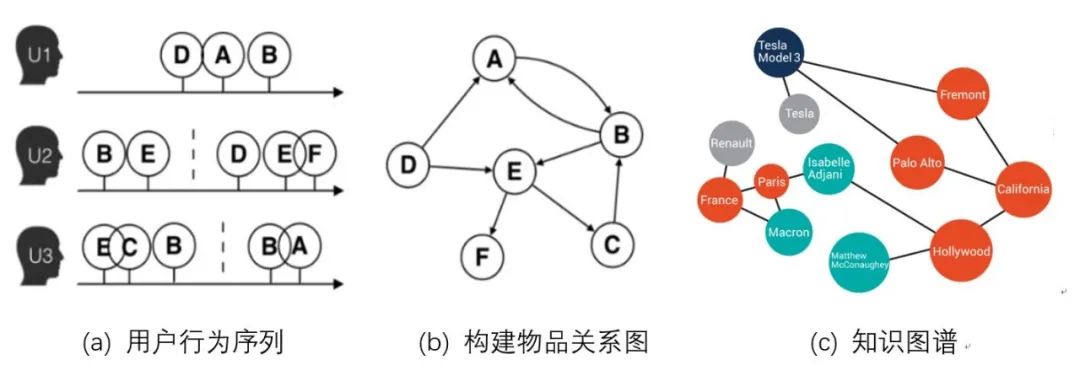 U1
D A B
U2
B E D E F
U3
E C B B A
A
B
D
E
F
C
Tesla
Model 3
Tesla
Fremont
Renault
Isabelle
Adjani
Palo Alto
Paris
France
California
Macron
Matthew
McConaughey
Hollywood
(a) 用户行为序列
(b) 构建物品关系图
(c) 知识图谱